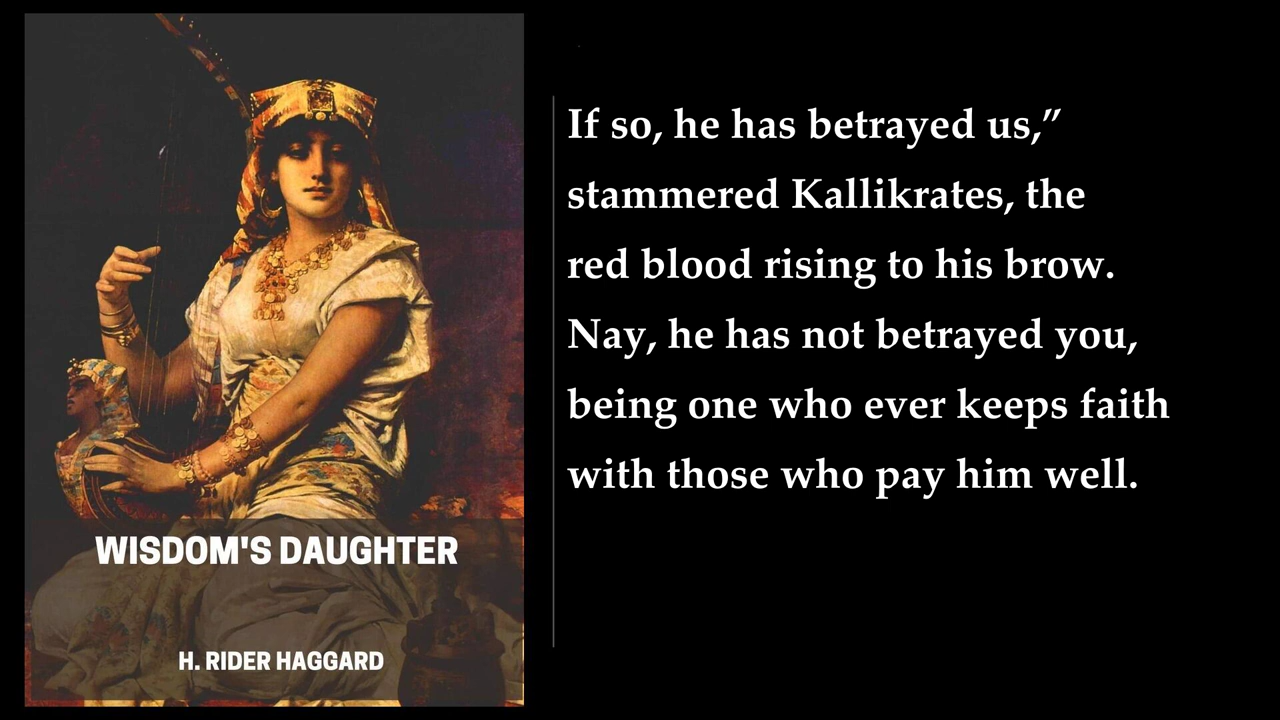 WISDOM'S DAUGHTER
H. RIDER HAGGARD
If so, he has betrayed us,”
stammered Kallikrates, the
red blood rising to his brow.
Nay, he has not betrayed you,
being one who ever keeps faith
with those who pay him well.